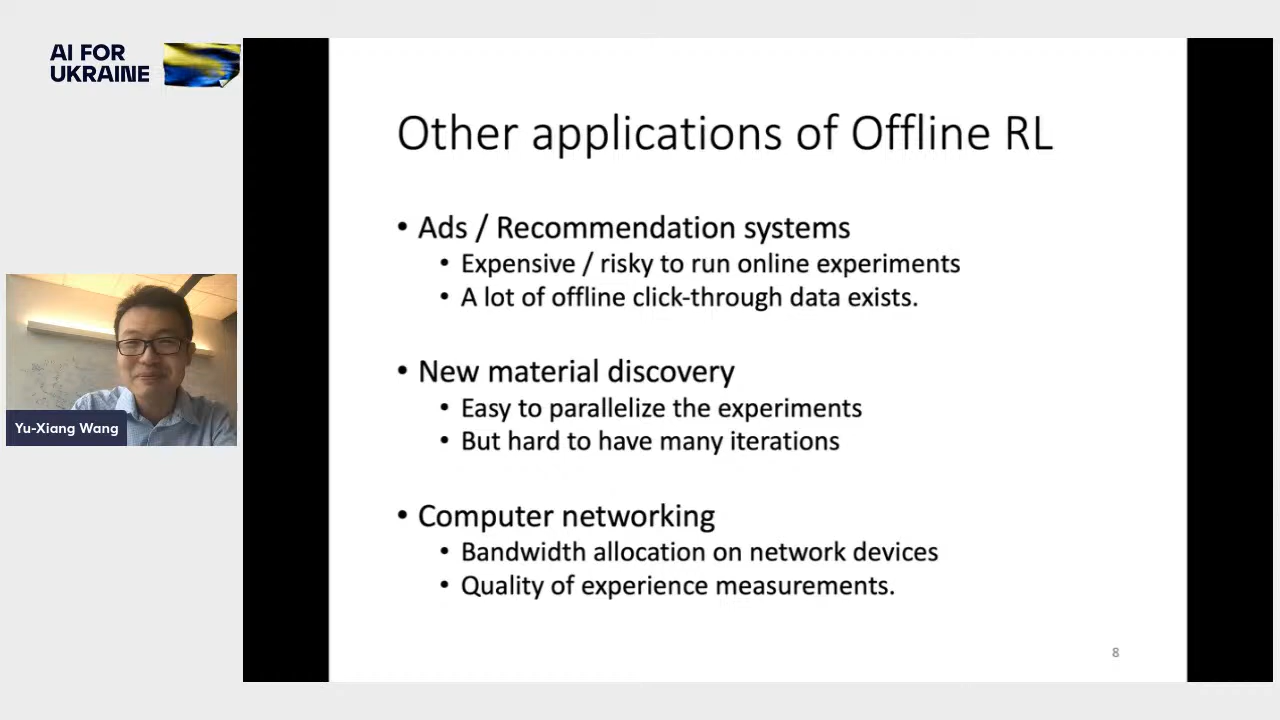 AI FOR
UKRAINE
Other applications of Offline RL
• Ads / Recommendation systems
• Expensive / risky to run online experiments
• A lot of offline click-through data exists.
• New material discovery
• Easy to parallelize the experiments
• But hard to have many iterations
• Computer networking
• Bandwidth allocation on network devices
• Quality of experience measurements.
8
Yu-Xiang Wang